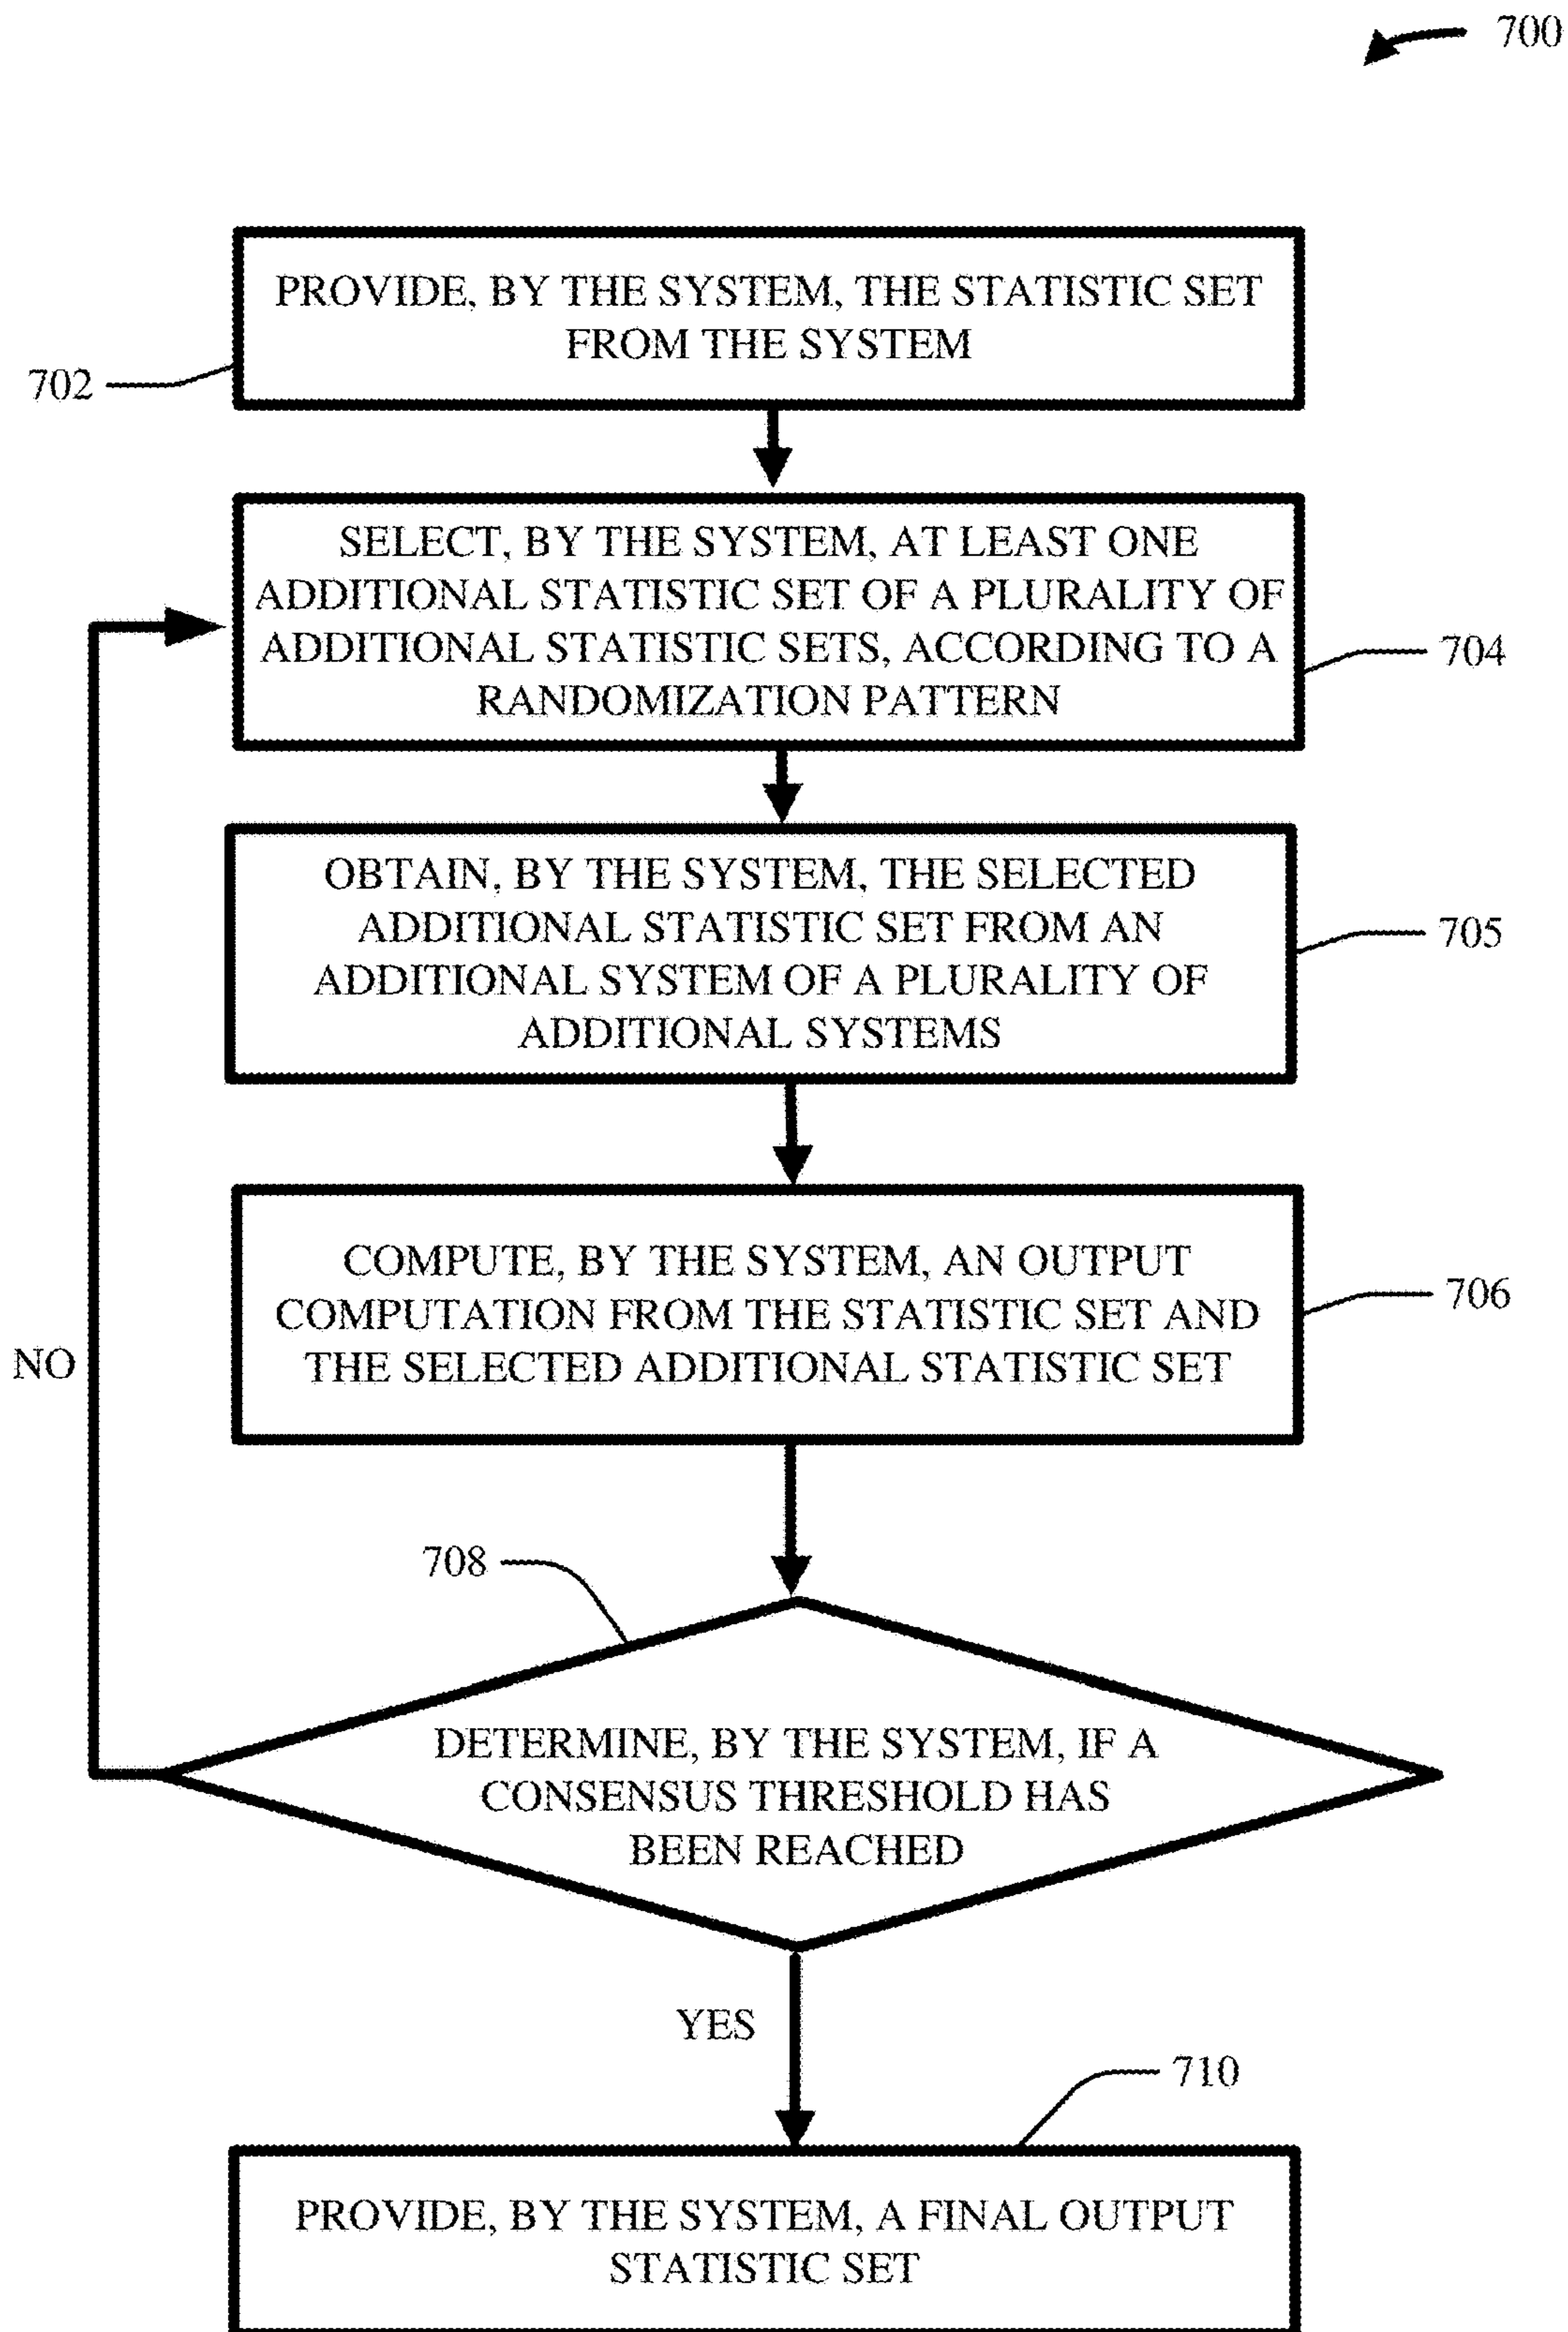 700
PROVIDE, BY THE SYSTEM, THE STATISTIC SET
FROM THE SYSTEM
702
SELECT, BY THE SYSTEM, AT LEAST ONE
ADDITIONAL STATISTIC SET OF A PLURALITY OF
ADDITIONAL STATISTIC SETS, ACCORDING TO A
RANDOMIZATION PATTERN
704
OBTAIN, BY THE SYSTEM, THE SELECTED
ADDITIONAL STATISTIC SET FROM AN
ADDITIONAL SYSTEM OF A PLURALITY OF
ADDITIONAL SYSTEMS
705
COMPUTE, BY THE SYSTEM, AN OUTPUT
COMPUTATION FROM THE STATISTIC SET AND
THE SELECTED ADDITIONAL STATISTIC SET
706
NO
708
DETERMINE, BY THE SYSTEM, IF A
CONSENSUS THRESHOLD HAS
BEEN REACHED
YES
710
PROVIDE, BY THE SYSTEM, A FINAL OUTPUT
STATISTIC SET